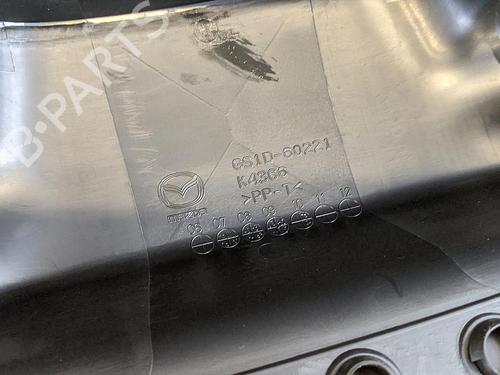 B-PARTS
GS1D-60221
K4366
>PP-T<
mazda
06 07 08 09 10 11 12